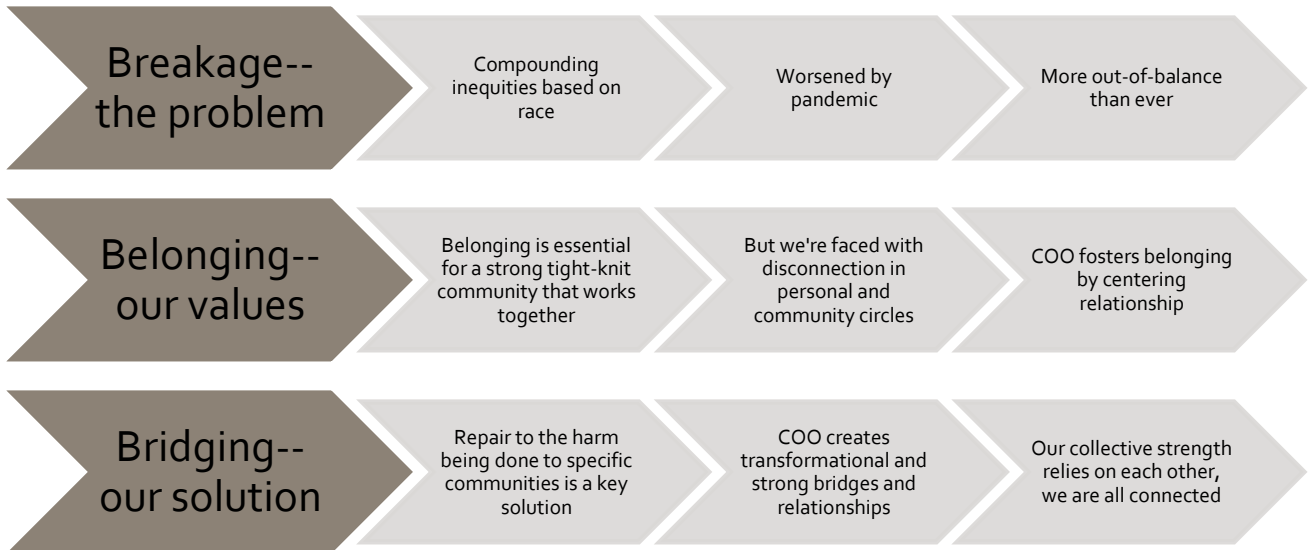 Breakage--
the problem
Compounding
inequities based on
race
Worsened by
pandemic
More out-of-balance
than ever
Belonging--
our values
Belonging is essential
for a strong tight-knit
community that works
together
But we're faced with
disconnection in
personal and
community circles
COO fosters belonging
by centering
relationship
Bridging--
our solution
Repair to the harm
being done to specific
communities is a key
solution
COO creates
transformational and
strong bridges and
relationships
Our collective strength
relies on each other,
we are all connected